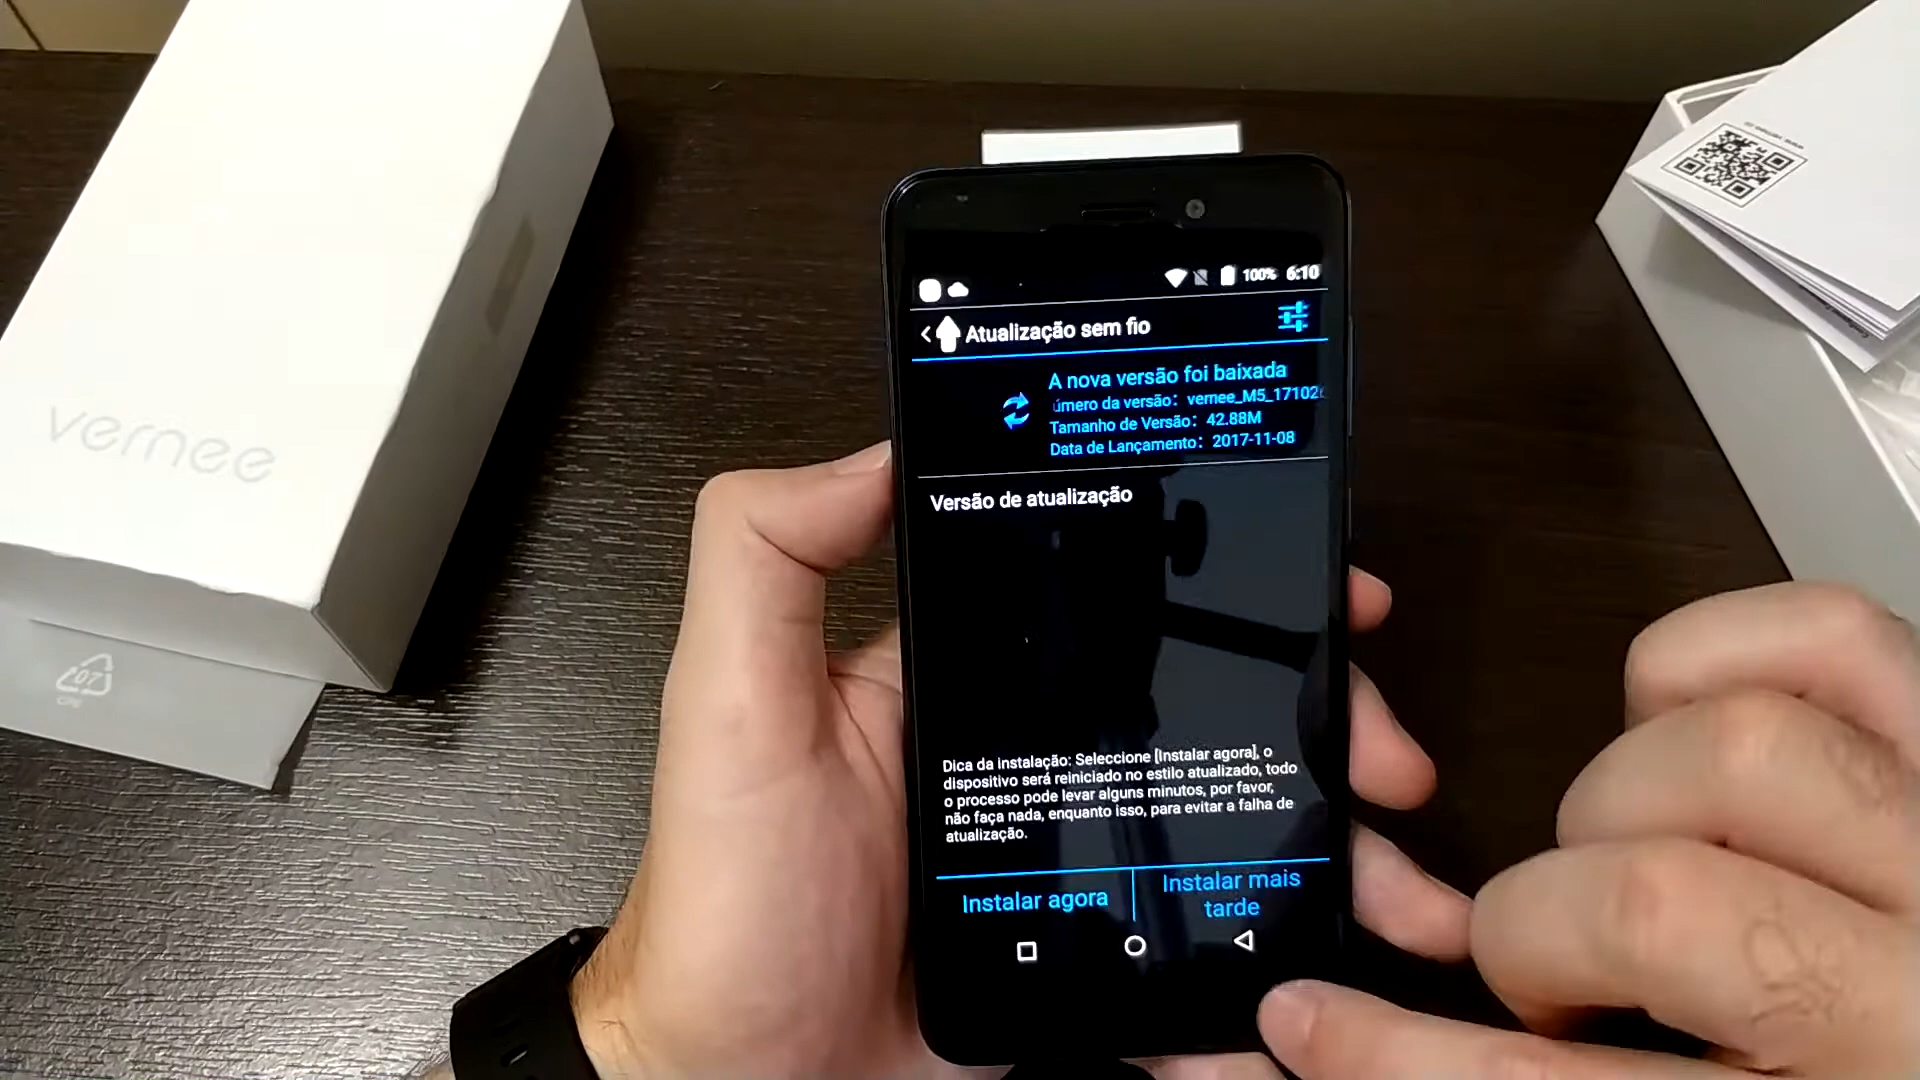 vernee
07
100% 6:10
Atualização sem fio
A nova versão foi baixada
úmero da versão: vernee_M5_17102
Tamanho de Versão: 42.88M
Data de Lançamento: 2017-11-08
Versão de atualização
Dica da instalação: Seleccione [Instalar agora], o
dispositivo será reiniciado no estilo atualizado, todo
o processo pode levar alguns minutos, por favor,
não faça nada, enquanto isso, para evitar a falha de
atualização.
Instalar agora
Instalar mais
tarde